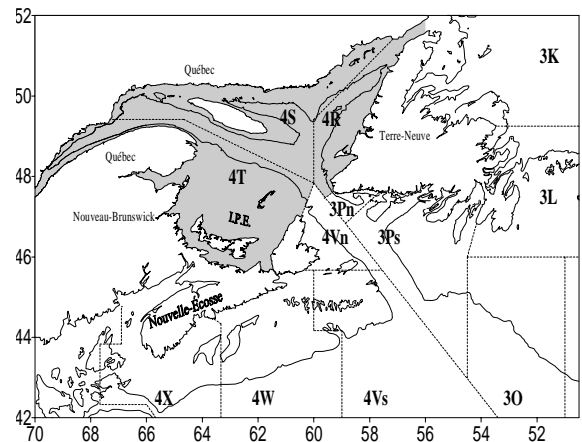 52
50
48
46
44
42
70
68
66
64
62
60
58
56
54
52
Québec
3K
4S
4R
Terre-Neuve
Québec
4T
3L
I.P.E.
3Pn
Nouveau-Brunswick
4Vn
3Ps
Nouvelle-Ecosse
4X
4W
4Vs
3O